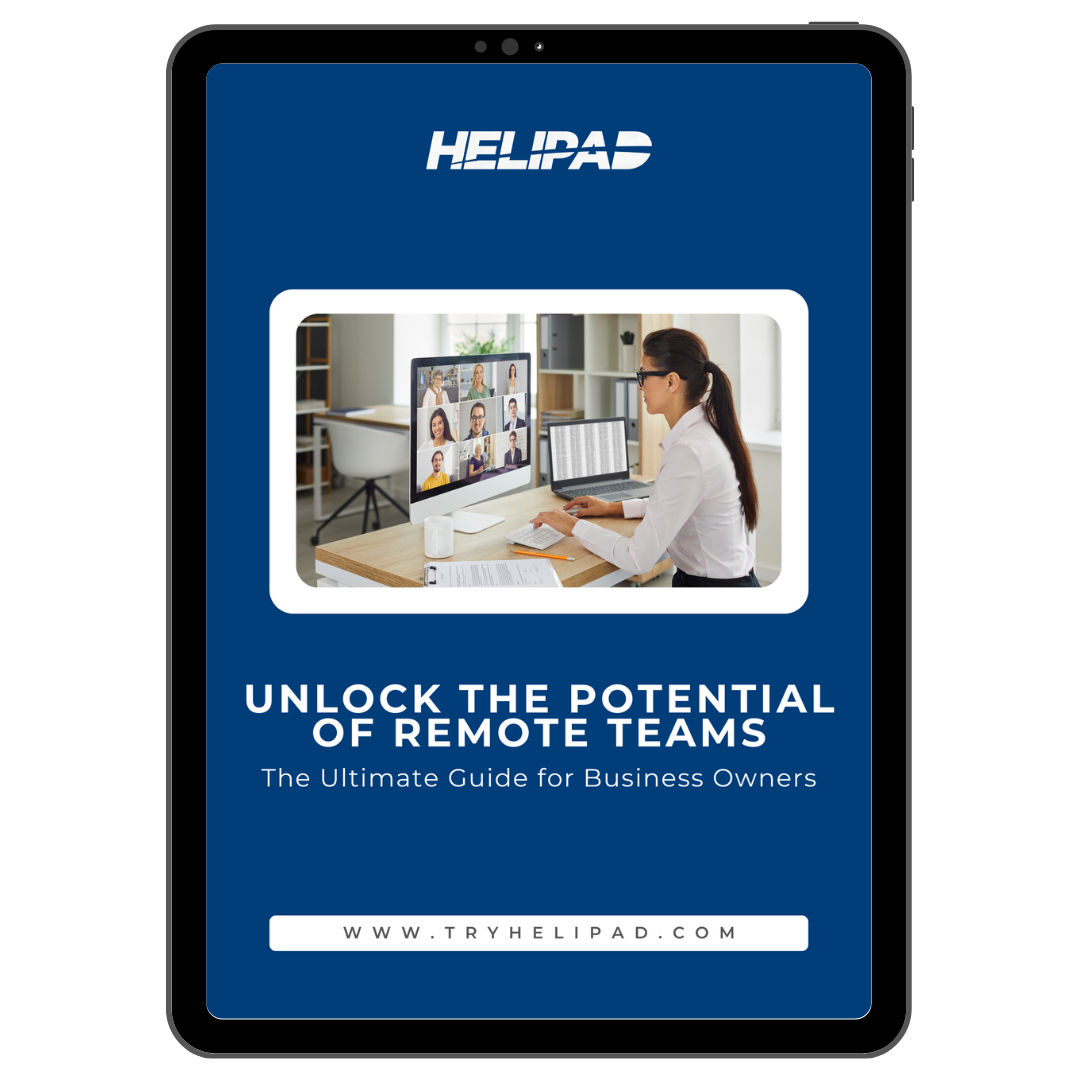 HELIPAD
UNLOCK THE POTENTIAL
OF REMOTE TEAMS
The Ultimate Guide for Business Owners
WWW.TRYHELIPAD.COM